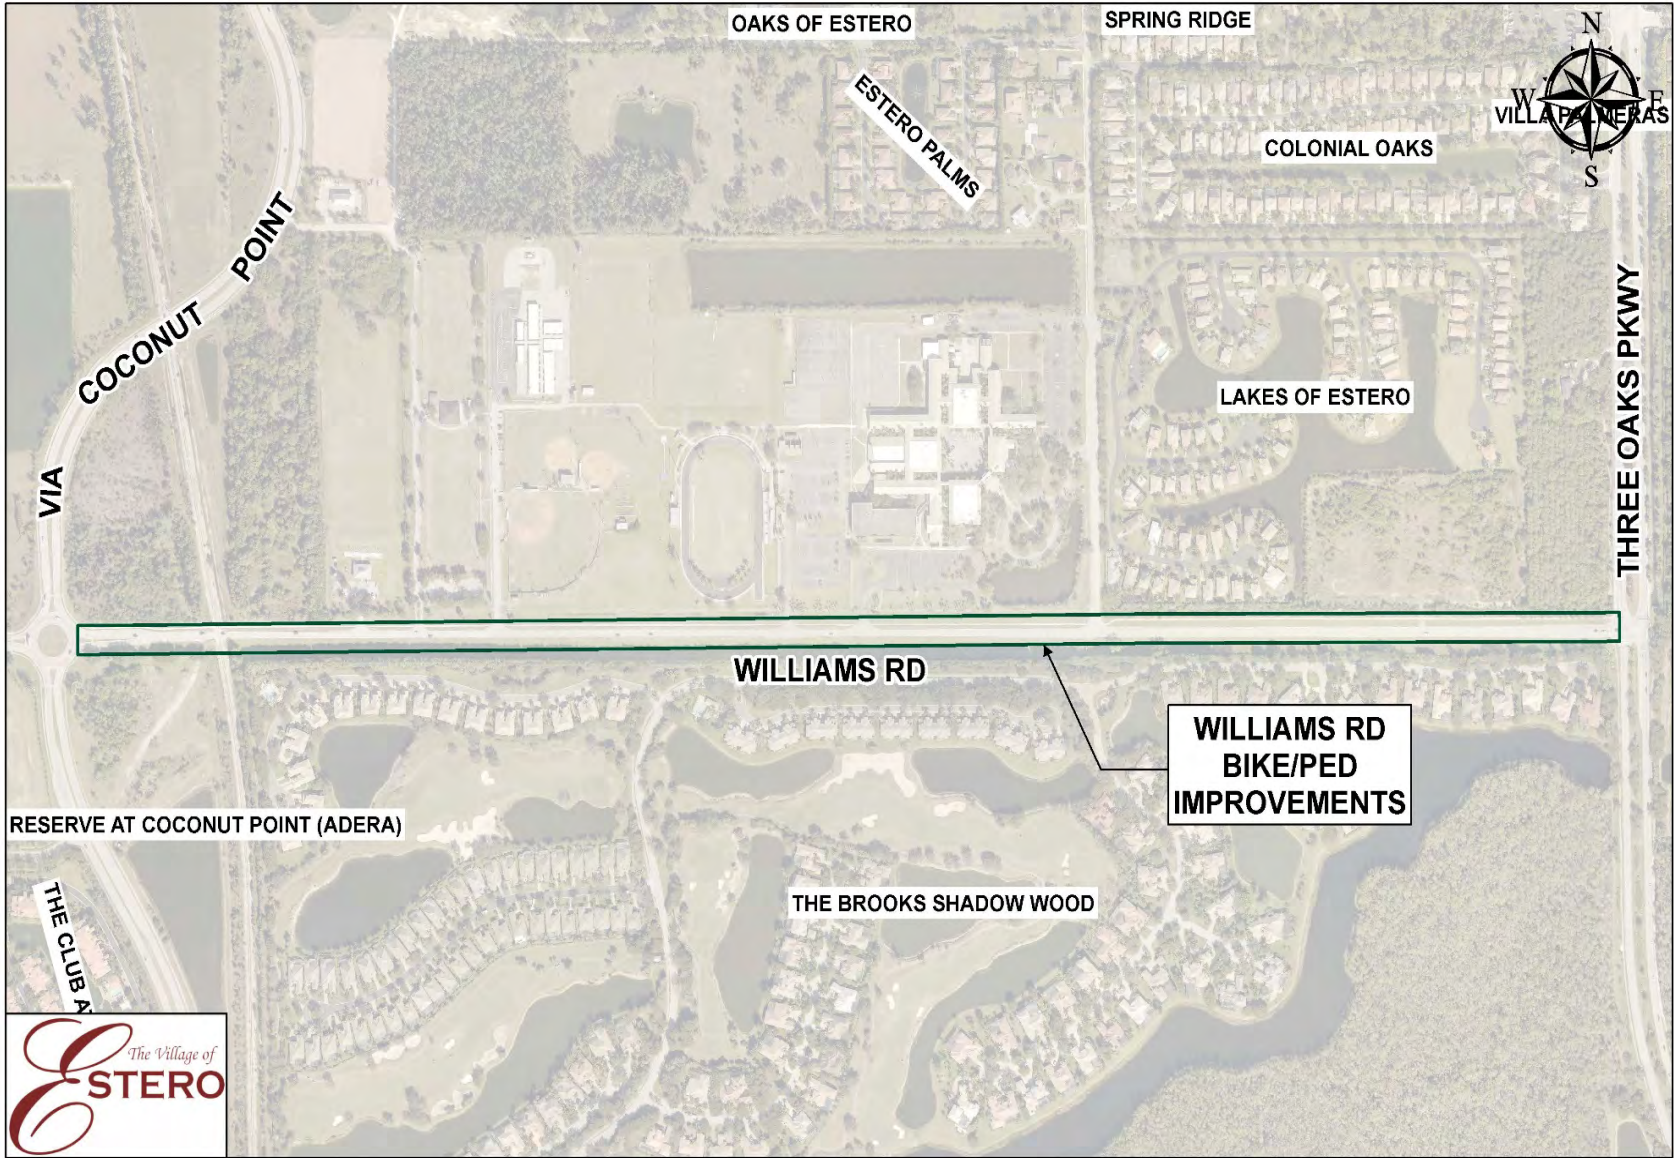 OAKS OF ESTERO
SPRING RIDGE
N
W
E
S
VILLA PALMERAS
ESTERO PALMS
COLONIAL OAKS
VIA COCONUT POINT
LAKES OF ESTERO
THREE OAKS PKWY
WILLIAMS RD
WILLIAMS RD
BIKE/PED
IMPROVEMENTS
RESERVE AT COCONUT POINT (ADERA)
THE BROOKS SHADOW WOOD
THE CLUB AT
The Village of
ESTERO